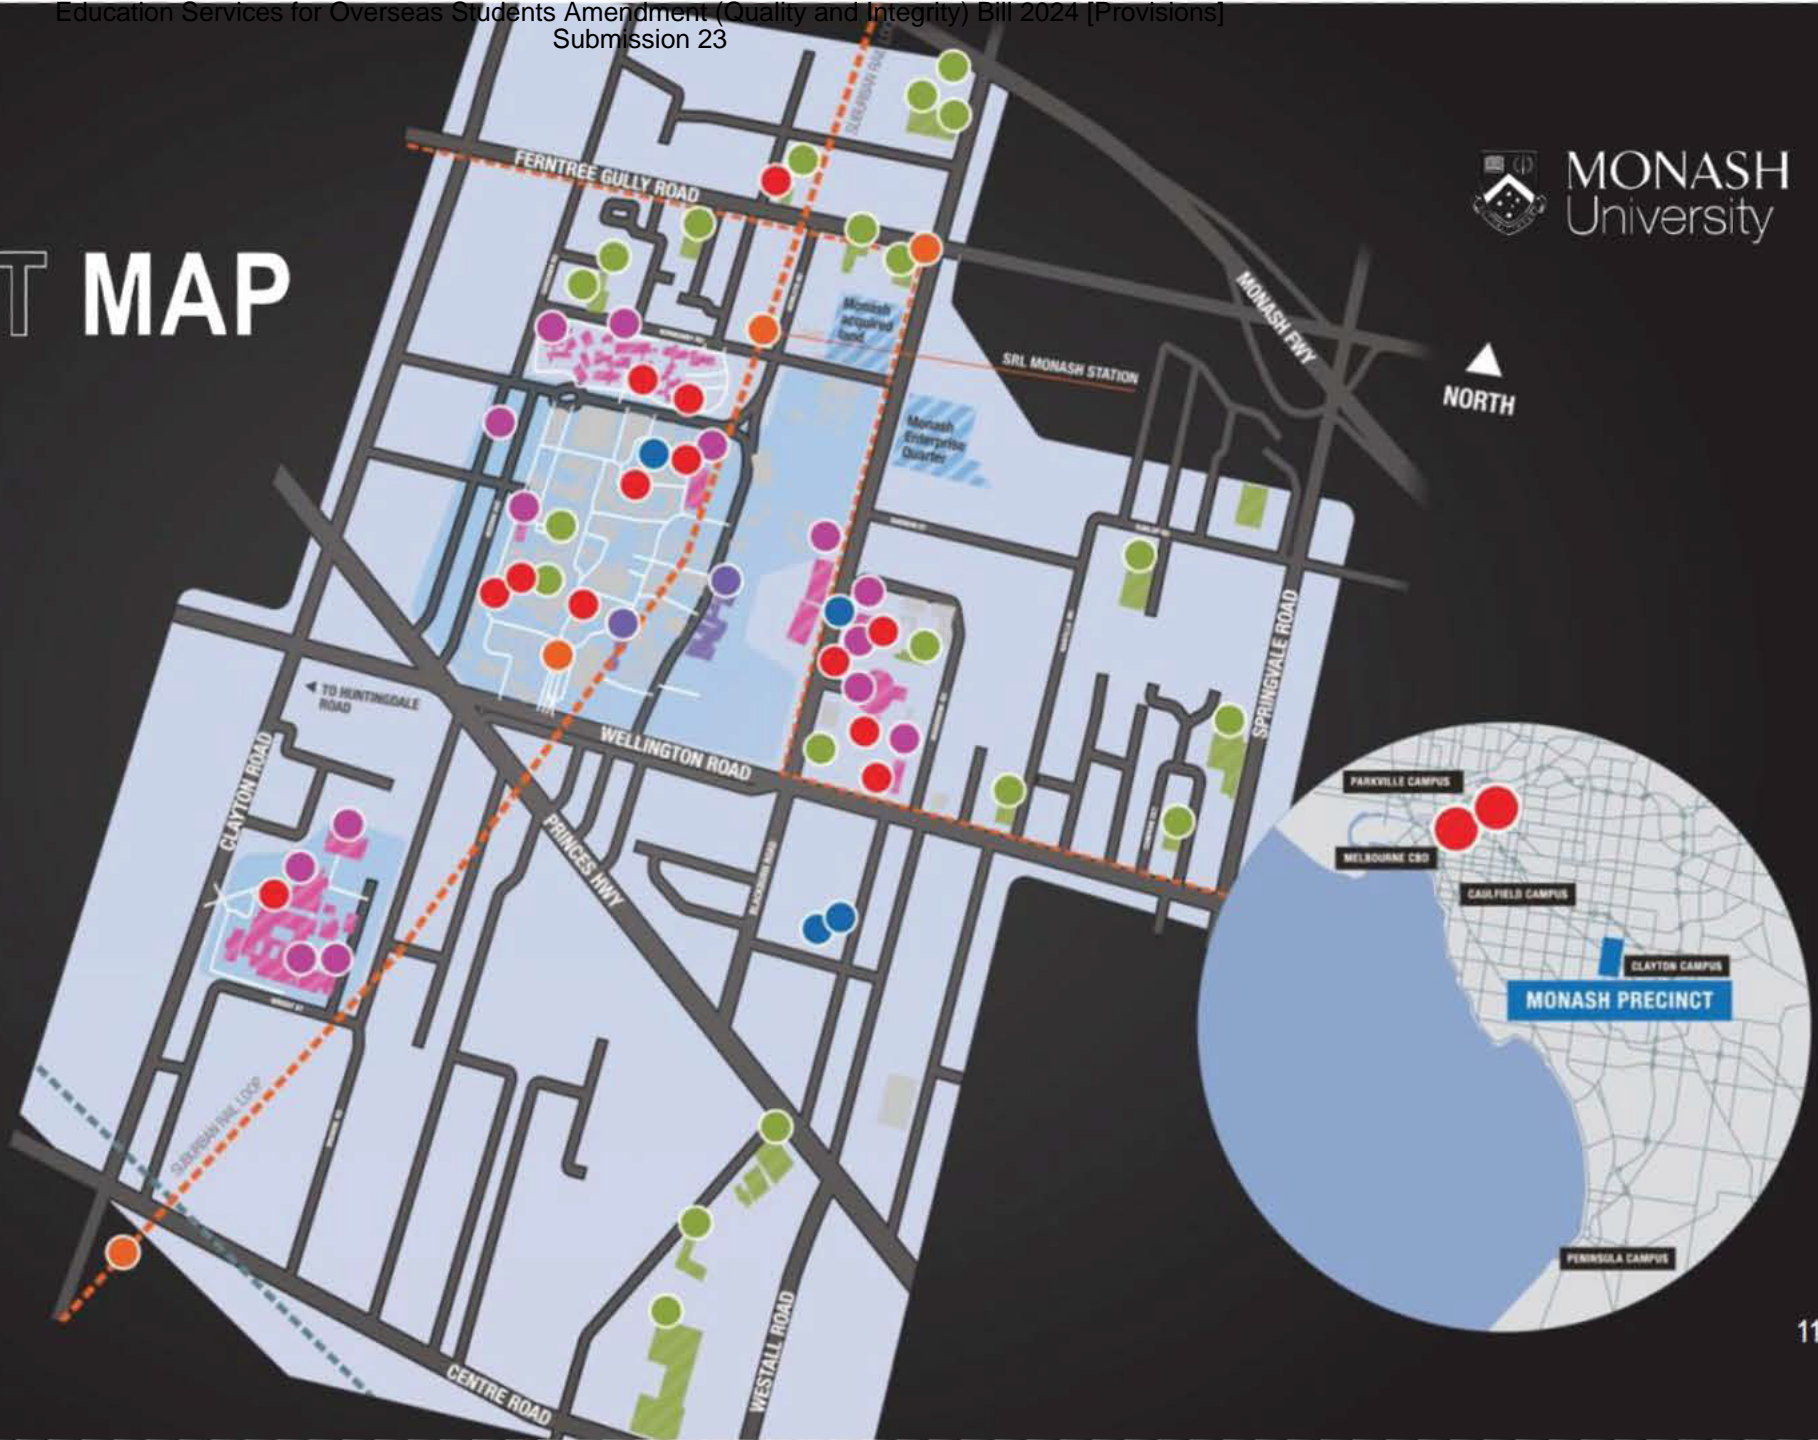 Education Services for Overseas Students Amendment (Quality and Integrity) Bill 2024 [Provisions]
Submission 23
T MAP
MONASH
University
SUBURBAN RAIL LOOP
FERNTREE GULLY ROAD
Monash
acquired
land
MONASH FWY
SRL MONASH STATION
NORTH
Monash
Enterprise
Quarter
SPRINGVALE ROAD
TO HUNTINGDALE
ROAD
WELLINGTON ROAD
CLAYTON ROAD
PRINCES HWY
BLACKBURN ROAD
PARKVILLE CAMPUS
MELBOURNE CBD
CAULFIELD CAMPUS
CLAYTON CAMPUS
MONASH PRECINCT
PENINSULA CAMPUS
SUBURBAN RAIL LOOP
CENTRE ROAD
WESTALL ROAD
11